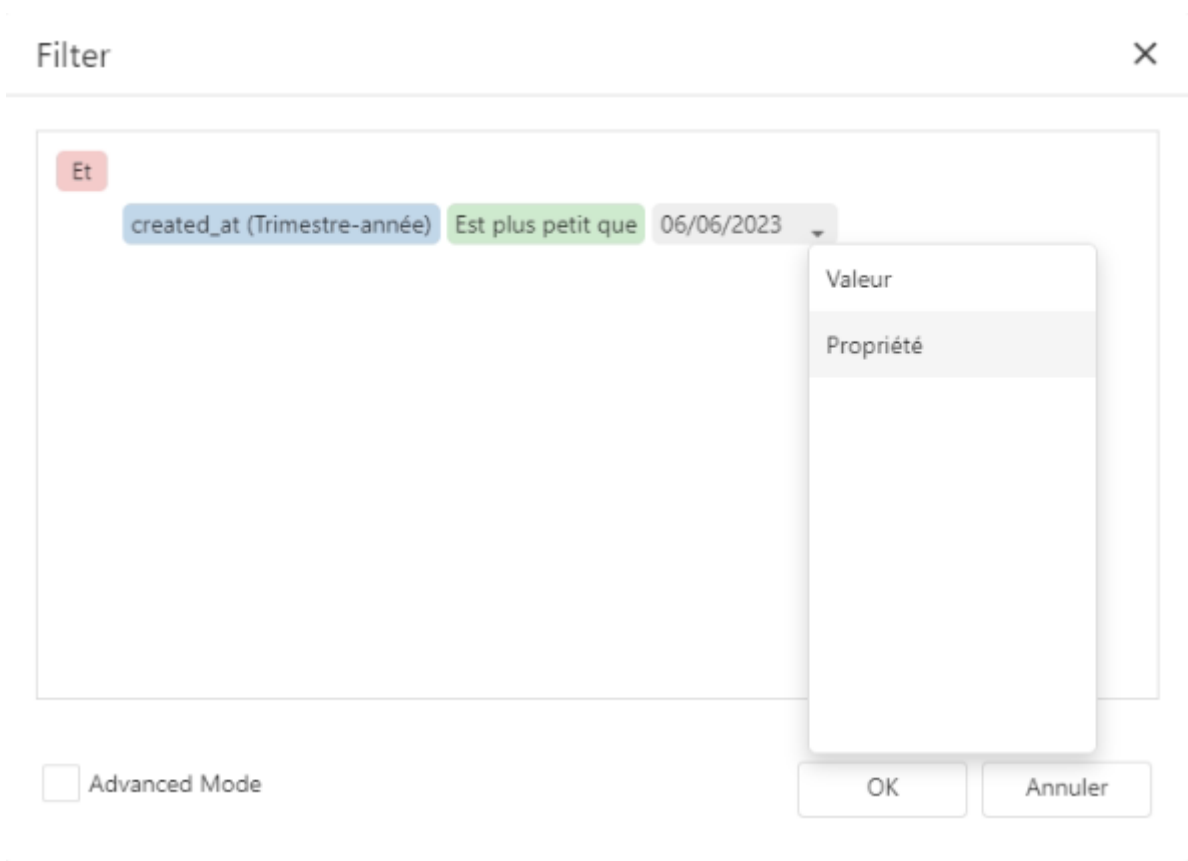 Filter
Et
created_at (Trimestre-année) Est plus petit que 06/06/2023
Valeur
Propriété
Advanced Mode
OK
Annuler